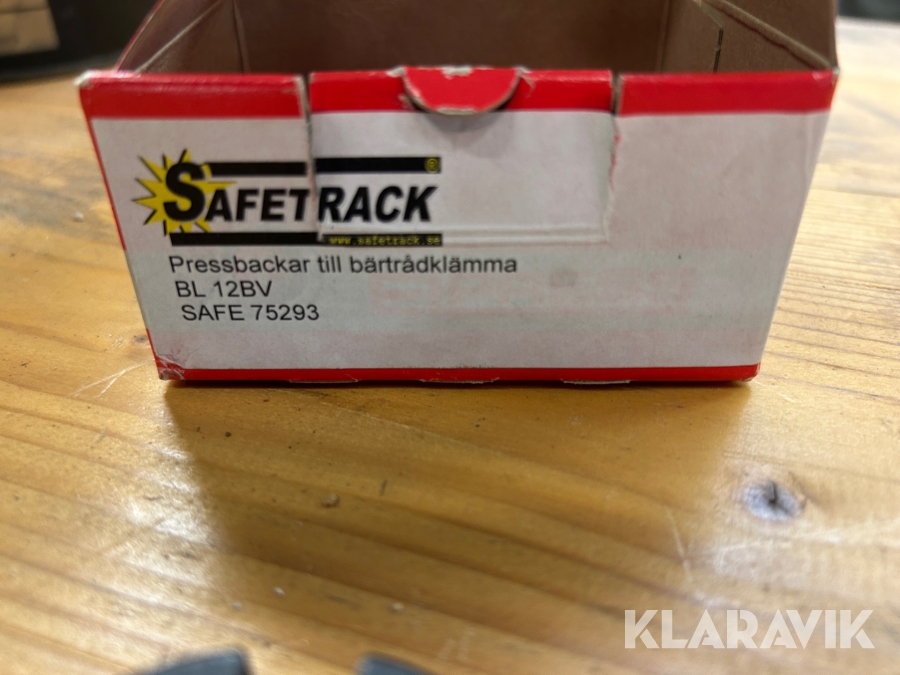 SAFETRACK
www.safetrack.se
Pressbackar till bärtrådklämma
BL 12BV
SAFE 75293
KLARAVIK